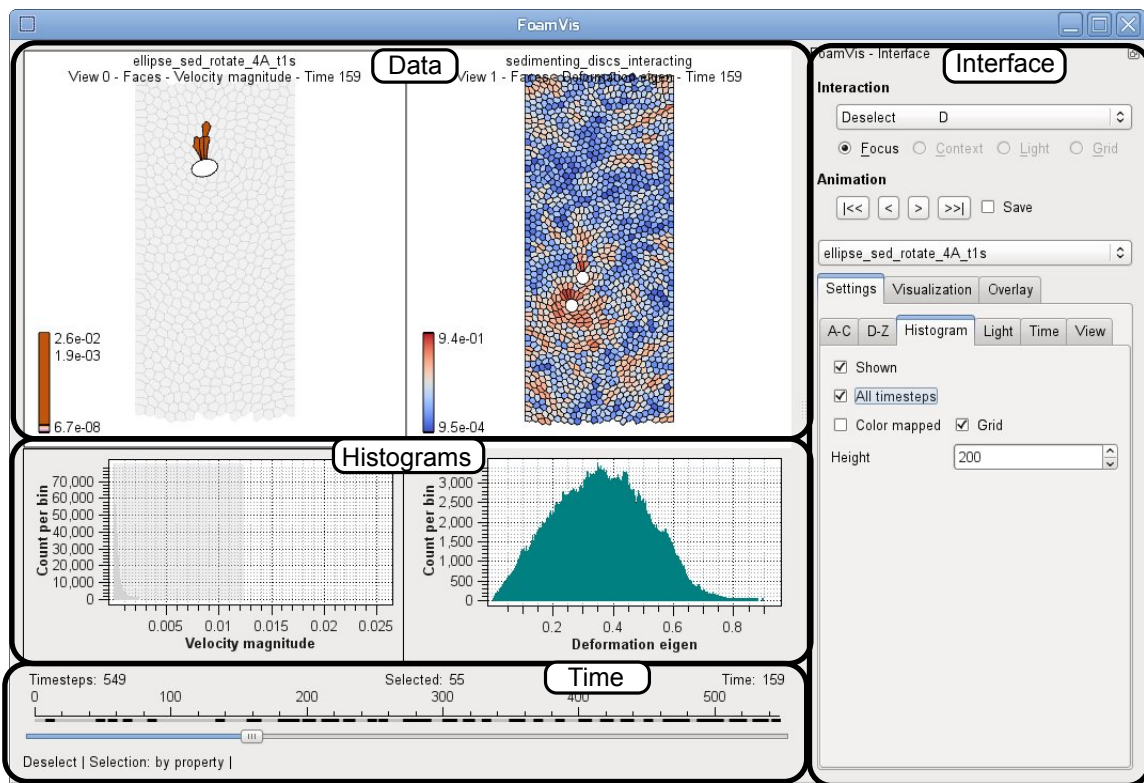 FoamVis
Data
ellipse_sed_rotate_4A_t1s
View 0 - Faces - Velocity magnitude - Time 159
2.6e-02
1.9e-03
6.7e-08
sedimenting_discs_interacting
View 1 - Faces - Deformation eigen - Time 159
9.4e-01
9.5e-04
Histograms
Count per bin
70,000
60,000
50,000
40,000
30,000
20,000
10,000
0
0.005 0.01 0.015 0.02 0.025
Velocity magnitude
Count per bin
3,000
2,500
2,000
1,500
1,000
500
0
0.2 0.4 0.6 0.8
Deformation eigen
Time
Timesteps: 549 Selected: 55 Time: 159
0 100 200 300 400 500
Deselect | Selection: by property |
Interface
FoamVis - Interface
Interaction
Deselect D
Focus Context Light Grid
Animation
|<< < > >>| Save
ellipse_sed_rotate_4A_t1s
Settings Visualization Overlay
A-C D-Z Histogram Light Time View
Shown
All timesteps
Color mapped Grid
Height 200